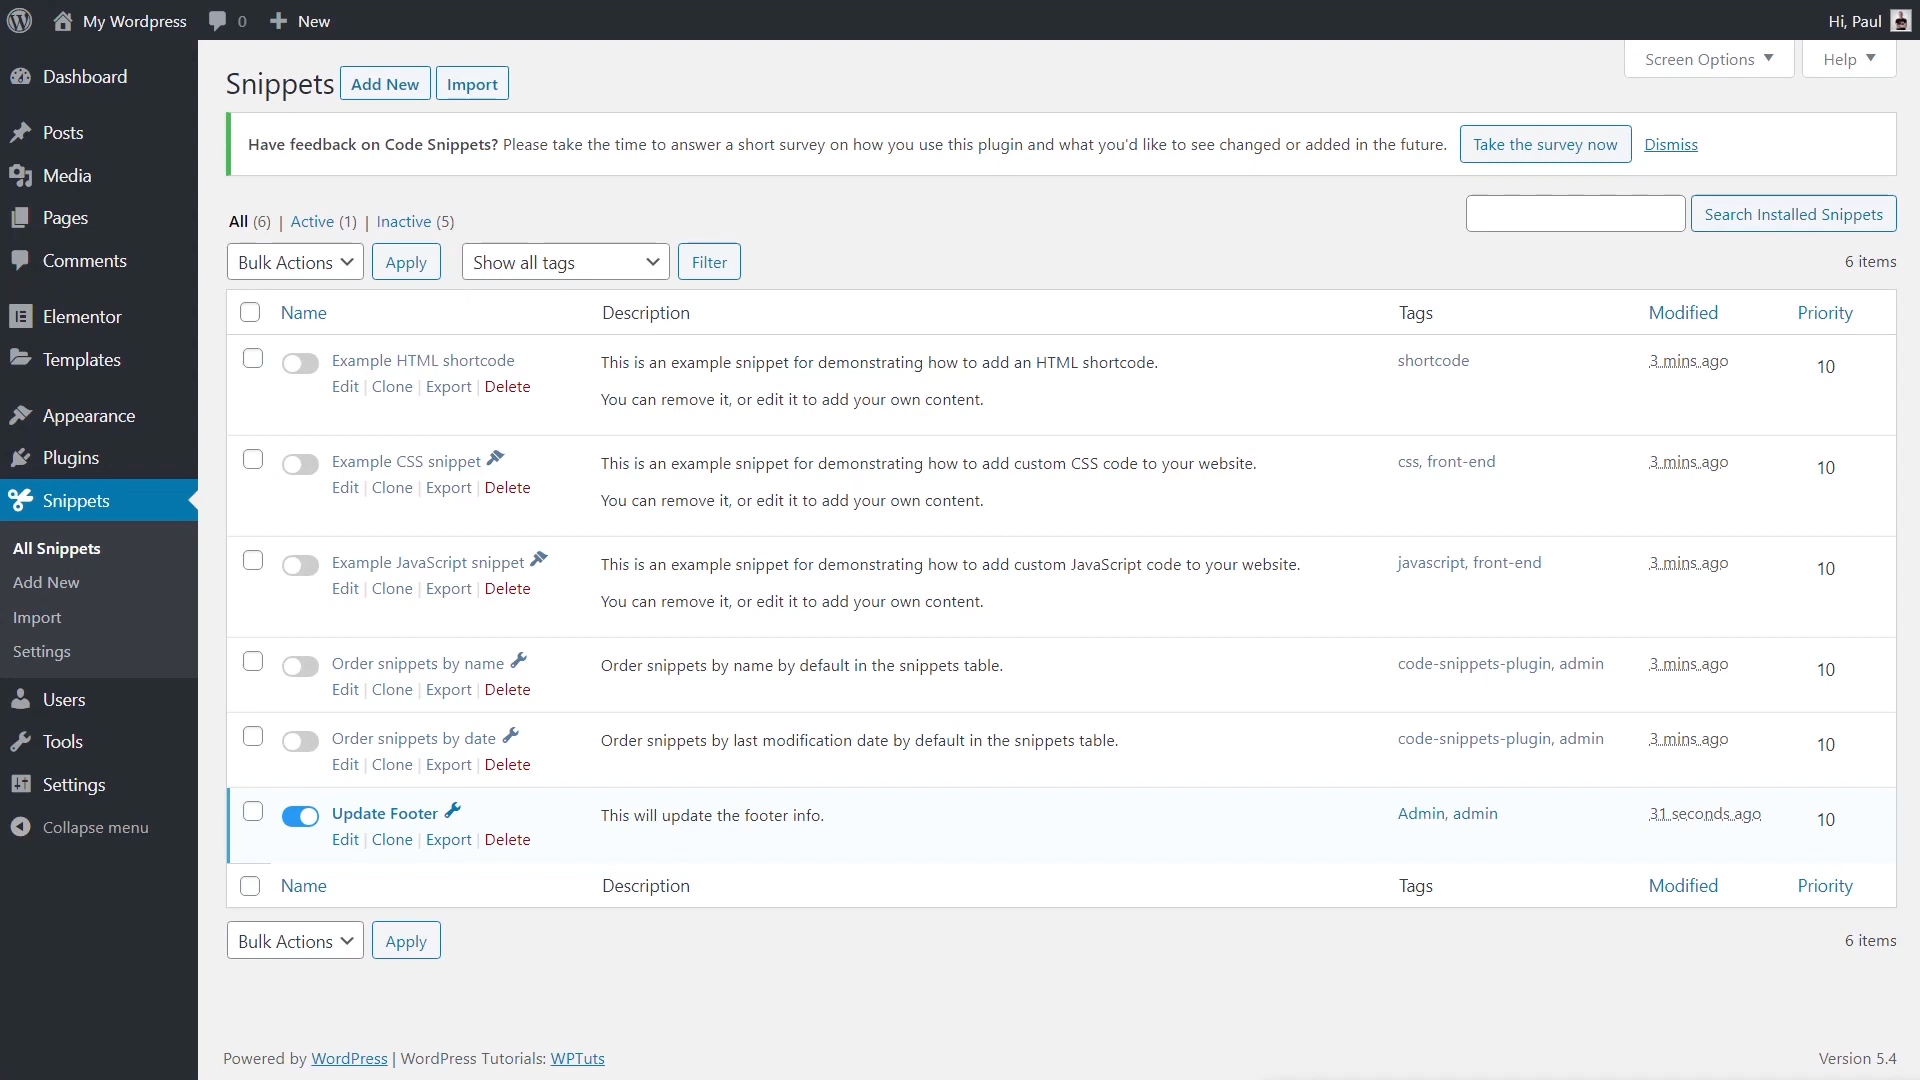 My Wordpress 0 New Hi, Paul
Screen Options Help
Dashboard
Posts
Media
Pages
Comments
Elementor
Templates
Appearance
Plugins
Snippets
All Snippets
Add New
Import
Settings
Users
Tools
Settings
Collapse menu
Snippets Add New Import
Have feedback on Code Snippets? Please take the time to answer a short survey on how you use this plugin and what you'd like to see changed or added in the future. Take the survey now Dismiss
All (6) | Active (1) | Inactive (5)
Search Installed Snippets
Bulk Actions Apply Show all tags Filter 6 items
Name Description Tags Modified Priority
Example HTML shortcode This is an example snippet for demonstrating how to add an HTML shortcode. shortcode 3 mins ago 10
Edit | Clone | Export | Delete
You can remove it, or edit it to add your own content.
Example CSS snippet This is an example snippet for demonstrating how to add custom CSS code to your website. css, front-end 3 mins ago 10
Edit | Clone | Export | Delete
You can remove it, or edit it to add your own content.
Example JavaScript snippet This is an example snippet for demonstrating how to add custom JavaScript code to your website. javascript, front-end 3 mins ago 10
Edit | Clone | Export | Delete
You can remove it, or edit it to add your own content.
Order snippets by name Order snippets by name by default in the snippets table. code-snippets-plugin, admin 3 mins ago 10
Edit | Clone | Export | Delete
Order snippets by date Order snippets by last modification date by default in the snippets table. code-snippets-plugin, admin 3 mins ago 10
Edit | Clone | Export | Delete
Update Footer This will update the footer info. Admin, admin 31 seconds ago 10
Edit | Clone | Export | Delete
Name Description Tags Modified Priority
Bulk Actions Apply 6 items
Powered by WordPress | WordPress Tutorials: WPTuts Version 5.4